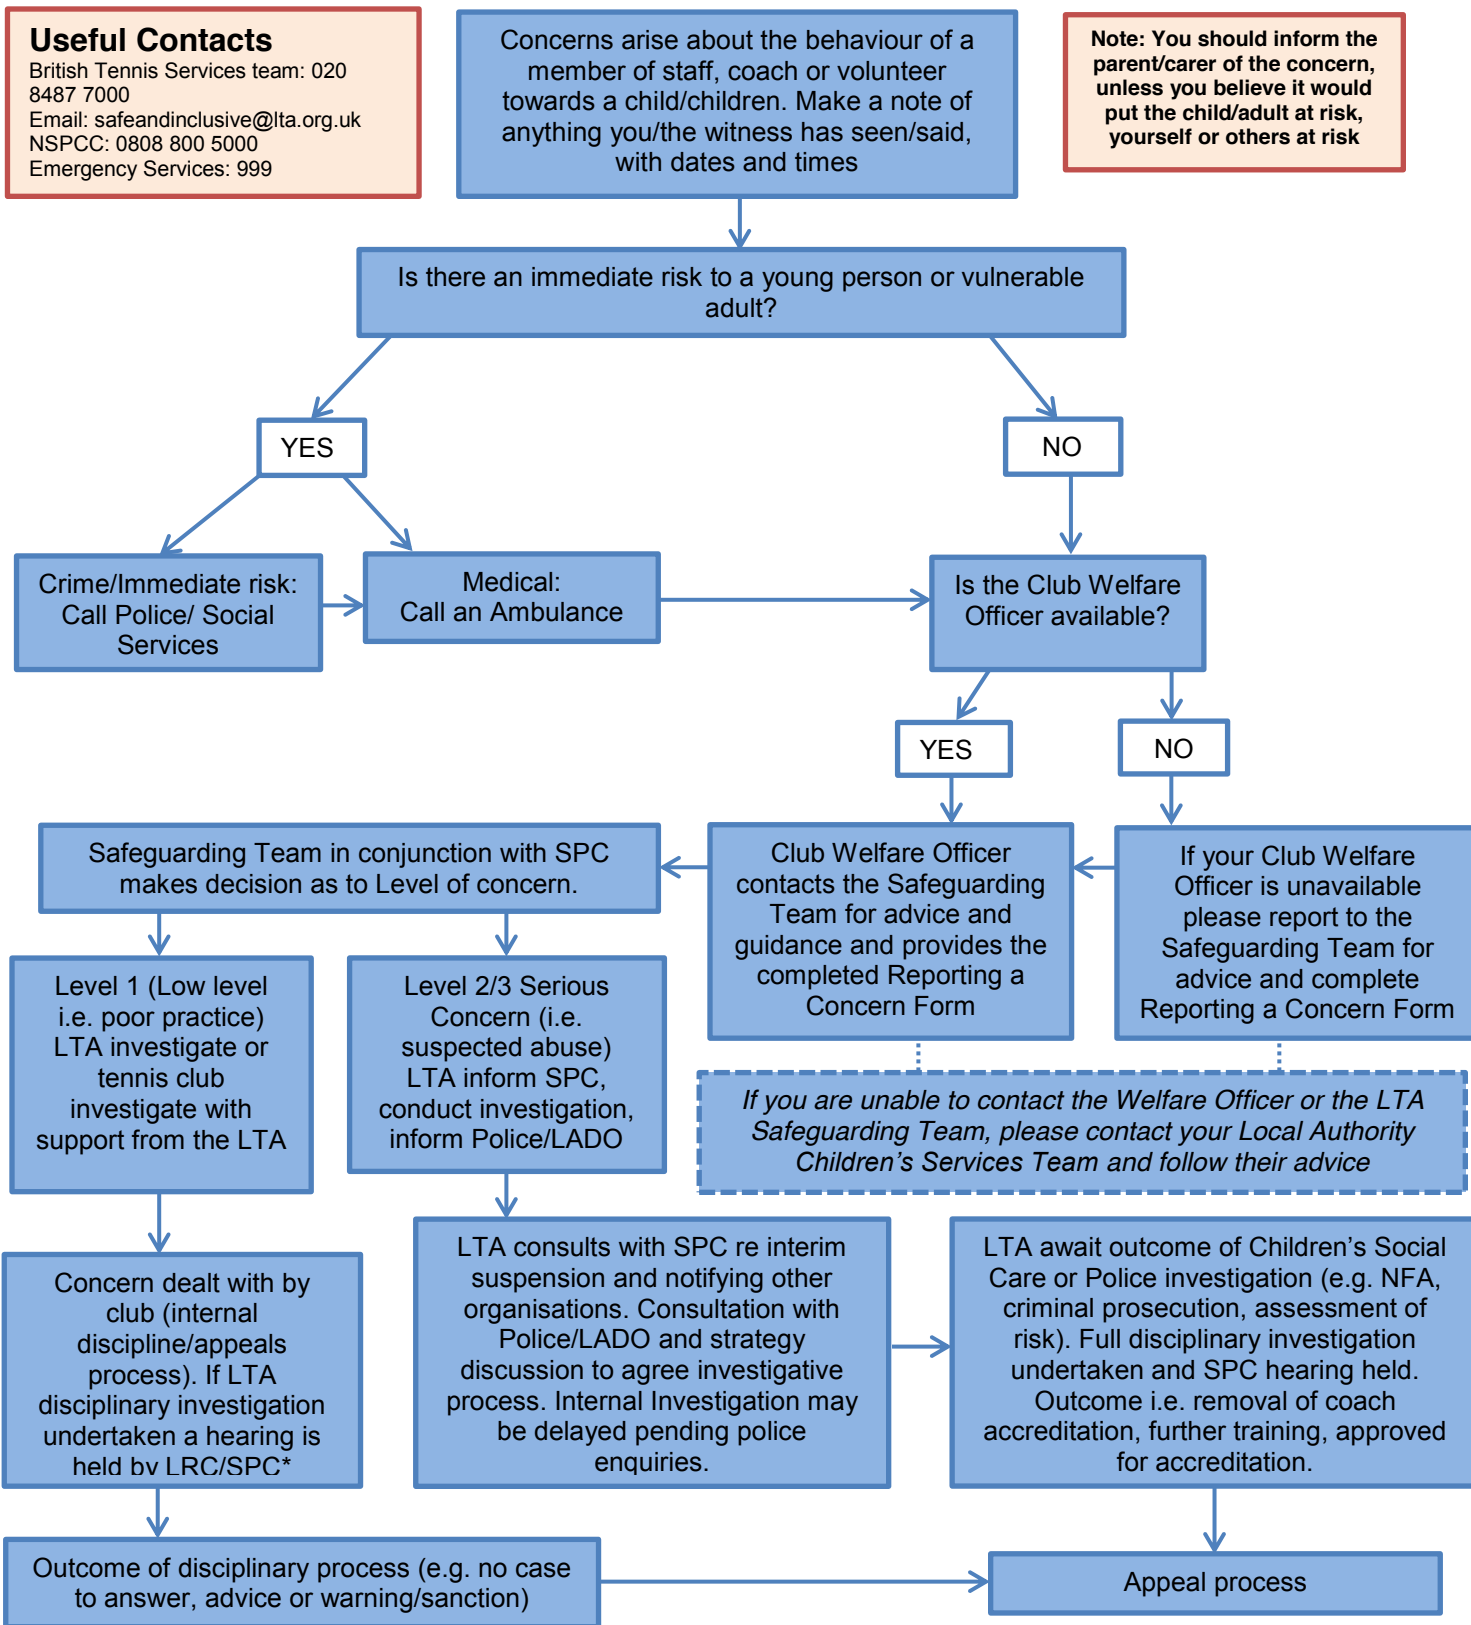 Useful Contacts
British Tennis Services team: 020
8487 7000
Email: safeandinclusive@lta.org.uk
NSPCC: 0808 800 5000
Emergency Services: 999
Concerns arise about the behaviour of a
member of staff, coach or volunteer
towards a child/children. Make a note of
anything you/the witness has seen/said,
with dates and times
Note: You should inform the
parent/carer of the concern,
unless you believe it would
put the child/adult at risk,
yourself or others at risk
Is there an immediate risk to a young person or vulnerable
adult?
YES
NO
Crime/Immediate risk:
Call Police/ Social
Services
Medical:
Call an Ambulance
Is the Club Welfare
Officer available?
YES
NO
Safeguarding Team in conjunction with SPC
makes decision as to Level of concern.
Club Welfare Officer
contacts the Safeguarding
Team for advice and
guidance and provides the
completed Reporting a
Concern Form
If your Club Welfare
Officer is unavailable
please report to the
Safeguarding Team for
advice and complete
Reporting a Concern Form
Level 1 (Low level
i.e. poor practice)
LTA investigate or
tennis club
investigate with
support from the LTA
Level 2/3 Serious
Concern (i.e.
suspected abuse)
LTA inform SPC,
conduct investigation,
inform Police/LADO
If you are unable to contact the Welfare Officer or the LTA
Safeguarding Team, please contact your Local Authority
Children's Services Team and follow their advice
Concern dealt with by
club (internal
discipline/appeals
process). If LTA
disciplinary investigation
undertaken a hearing is
held by LRC/SPC*
LTA consults with SPC re interim
suspension and notifying other
organisations. Consultation with
Police/LADO and strategy
discussion to agree investigative
process. Internal Investigation may
be delayed pending police
enquiries.
LTA await outcome of Children's Social
Care or Police investigation (e.g. NFA,
criminal prosecution, assessment of
risk). Full disciplinary investigation
undertaken and SPC hearing held.
Outcome i.e. removal of coach
accreditation, further training, approved
for accreditation.
Outcome of disciplinary process (e.g. no case
to answer, advice or warning/sanction)
Appeal process